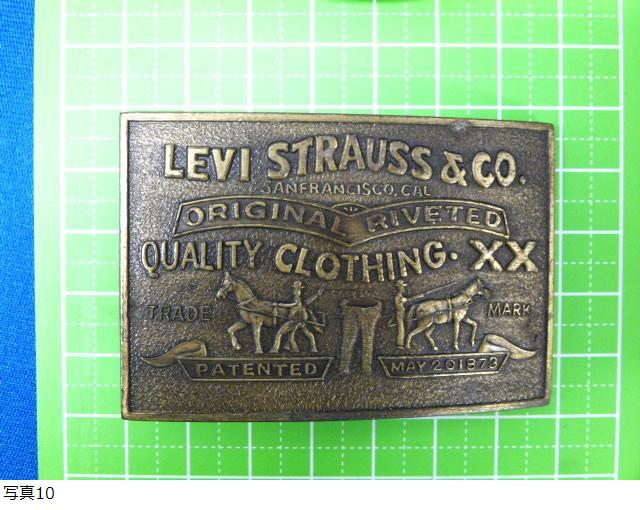 LEVI STRAUSS & CO.
SANFRANCISCO, CAL
ORIGINAL RIVETED
QUALITY CLOTHING. XX
TRADE MARK
PATENTED MAY 20 1873
写真10